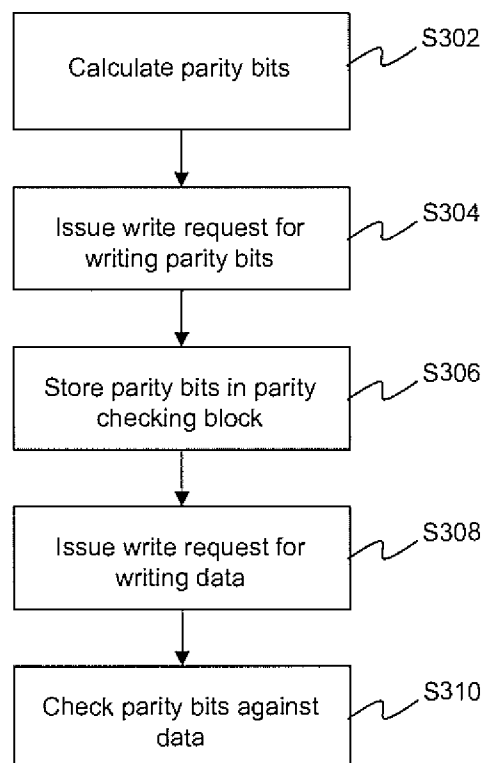 S302
Calculate parity bits
S304
Issue write request for
writing parity bits
S306
Store parity bits in parity
checking block
S308
Issue write request for
writing data
S310
Check parity bits against
data